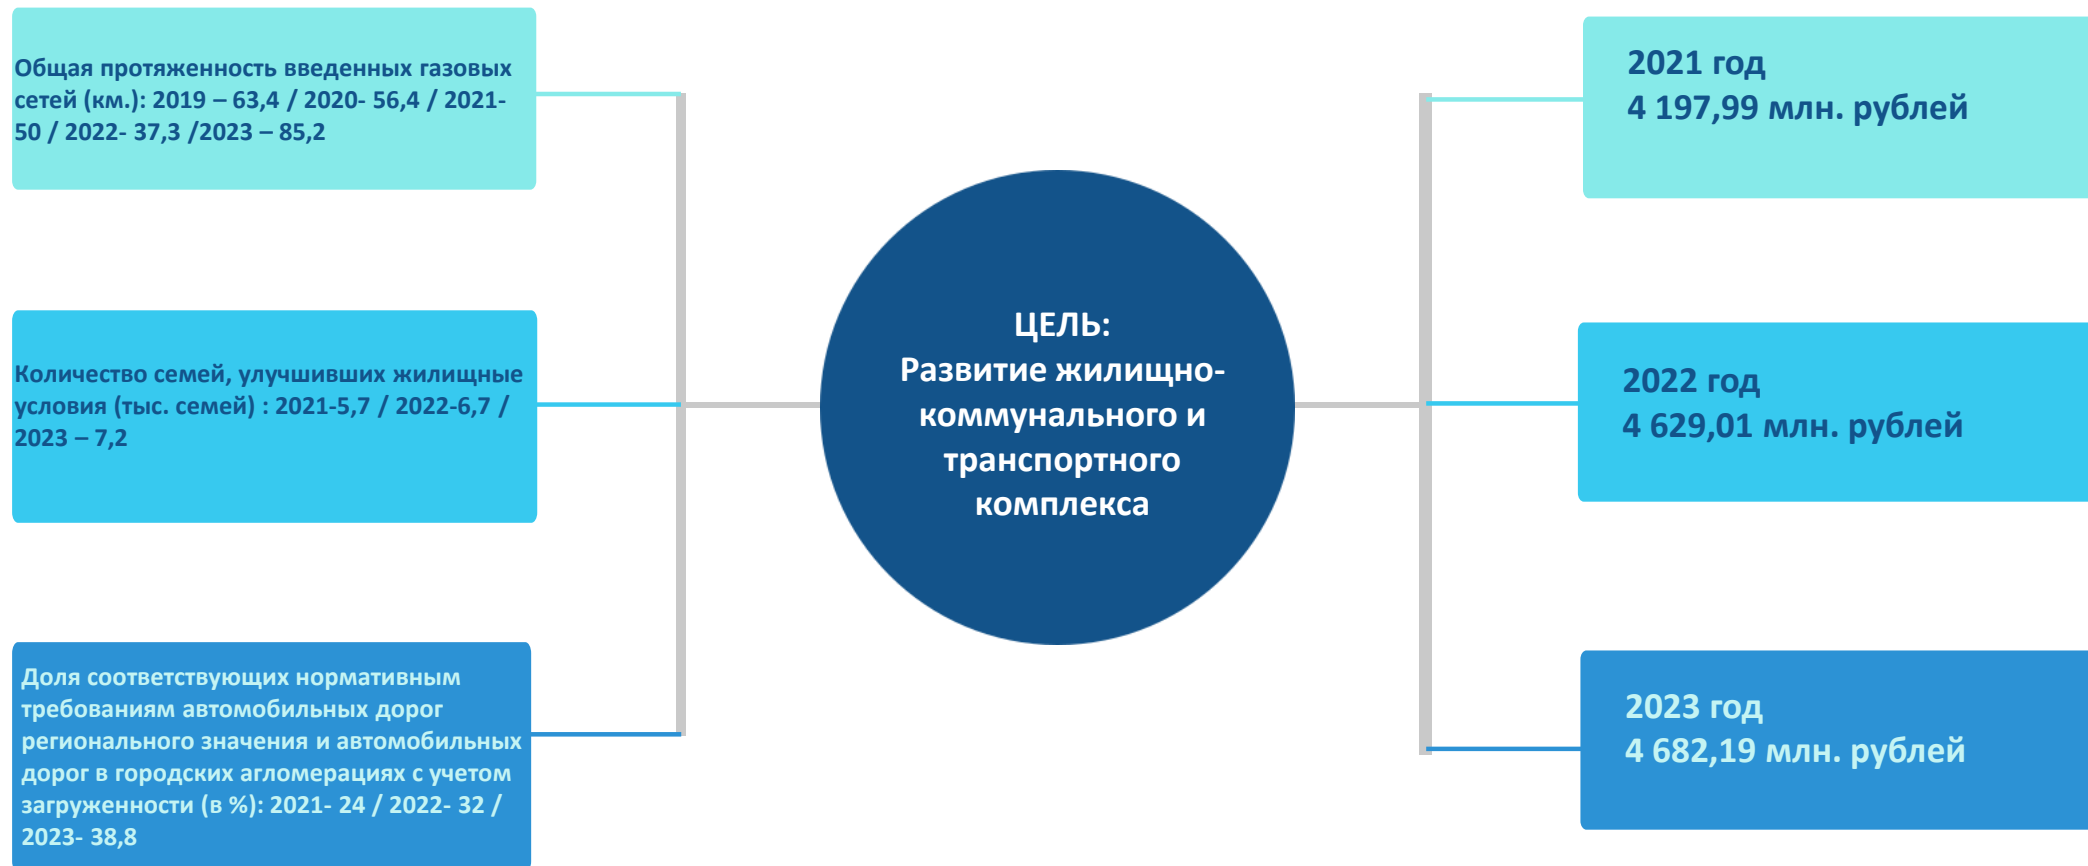 Общая протяженность введенных газовых
сетей (км.): 2019 – 63,4 / 2020- 56,4 / 2021-
50 / 2022- 37,3 /2023 – 85,2
Количество семей, улучшивших жилищные
условия (тыс. семей) : 2021-5,7 / 2022-6,7 /
2023 – 7,2
Доля соответствующих нормативным
требованиям автомобильных дорог
регионального значения и автомобильных
дорог в городских агломерациях с учетом
загруженности (в %): 2021- 24 / 2022- 32 /
2023- 38,8
ЦЕЛЬ:
Развитие жилищно-
коммунального и
транспортного
комплекса
2021 год
4 197,99 млн. рублей
2022 год
4 629,01 млн. рублей
2023 год
4 682,19 млн. рублей